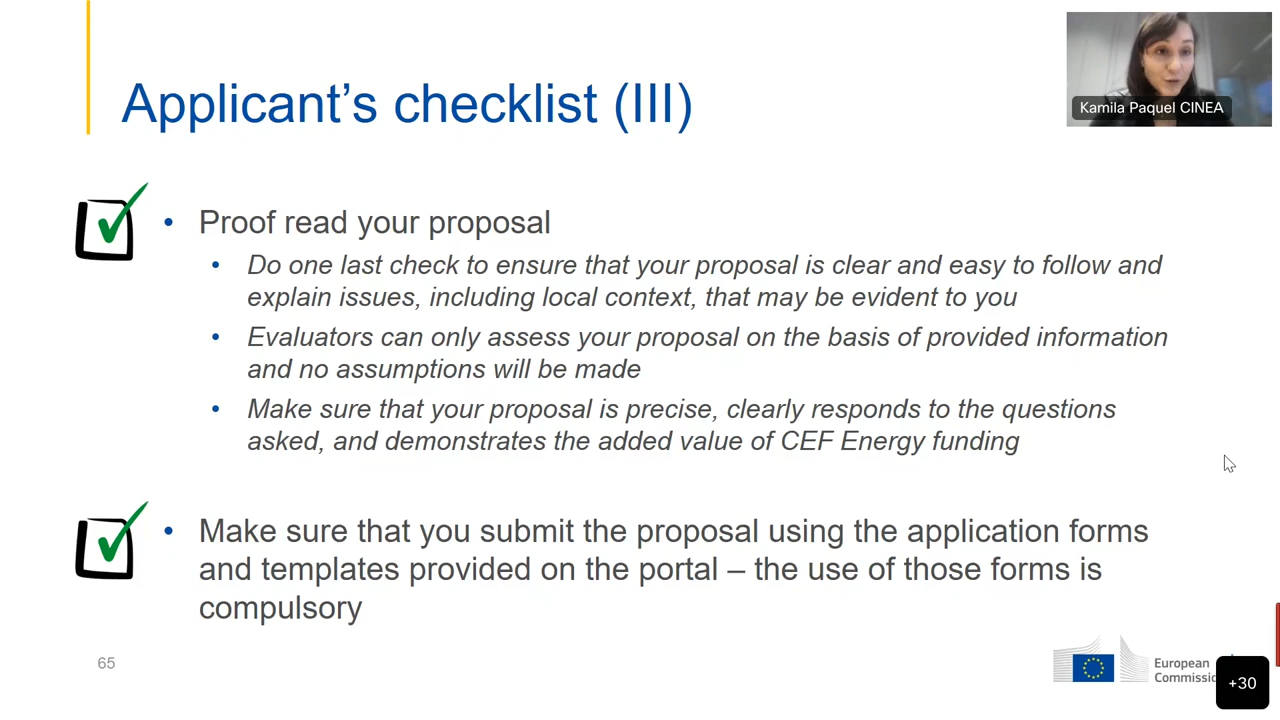 Applicant's checklist (III)
Kamila Paquel CINEA
• Proof read your proposal
• Do one last check to ensure that your proposal is clear and easy to follow and
explain issues, including local context, that may be evident to you
• Evaluators can only assess your proposal on the basis of provided information
and no assumptions will be made
• Make sure that your proposal is precise, clearly responds to the questions
asked, and demonstrates the added value of CEF Energy funding
• Make sure that you submit the proposal using the application forms
and templates provided on the portal – the use of those forms is
compulsory
65
European
+30